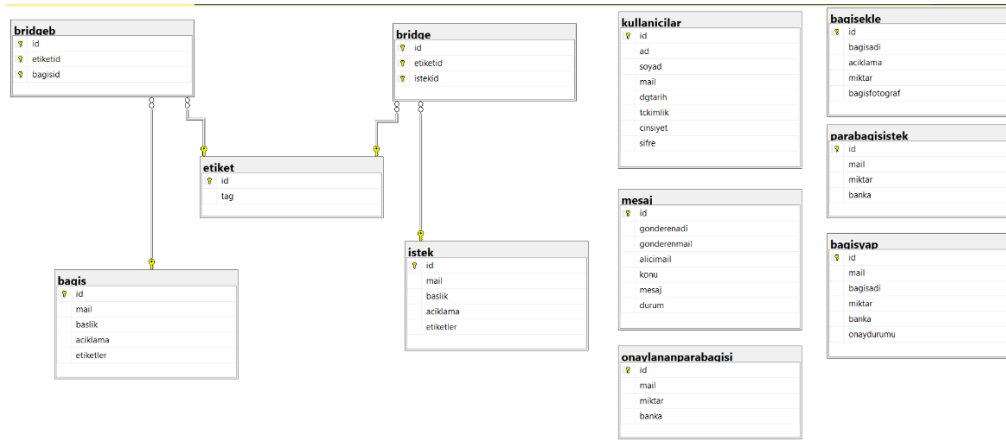 bridgeb
id
etiketid
bagisid
bridge
id
etiketid
istekid
etiket
id
tag
bagis
id
mail
baslik
aciklama
etiketler
istek
id
mail
baslik
aciklama
etiketler
kullanicilar
id
ad
soyad
mail
dgtarih
tckimlik
cinsiyet
sifre
mesaj
id
gonderenadi
gonderenmail
alicimail
konu
mesaj
durum
onaylananparabagisi
id
mail
miktar
banka
bagisekle
id
bagisadi
aciklama
miktar
bagisfotograf
parabagisistek
id
mail
miktar
banka
bagisyap
id
mail
bagisadi
miktar
banka
onaydurumu